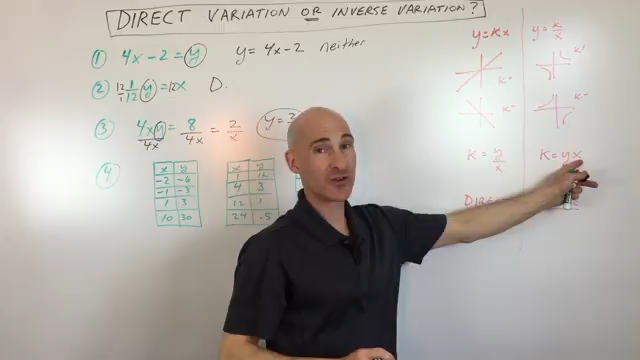 DIRECT VARIATION OR INVERSE VARIATION?
① 4x - 2 = y y = 4x - 2 neither
② 12/1 · 1/12 y = 12x D.
③ 4xy/4x = 8/4x = 2/x y =
④
x y
-2 -6
-1 -3
1 3
10 30
x y
1 12
4 3
12 1
24 .5
y = Kx
K+
K-
K = y/x
y = K/x
K+
K-
K = yx